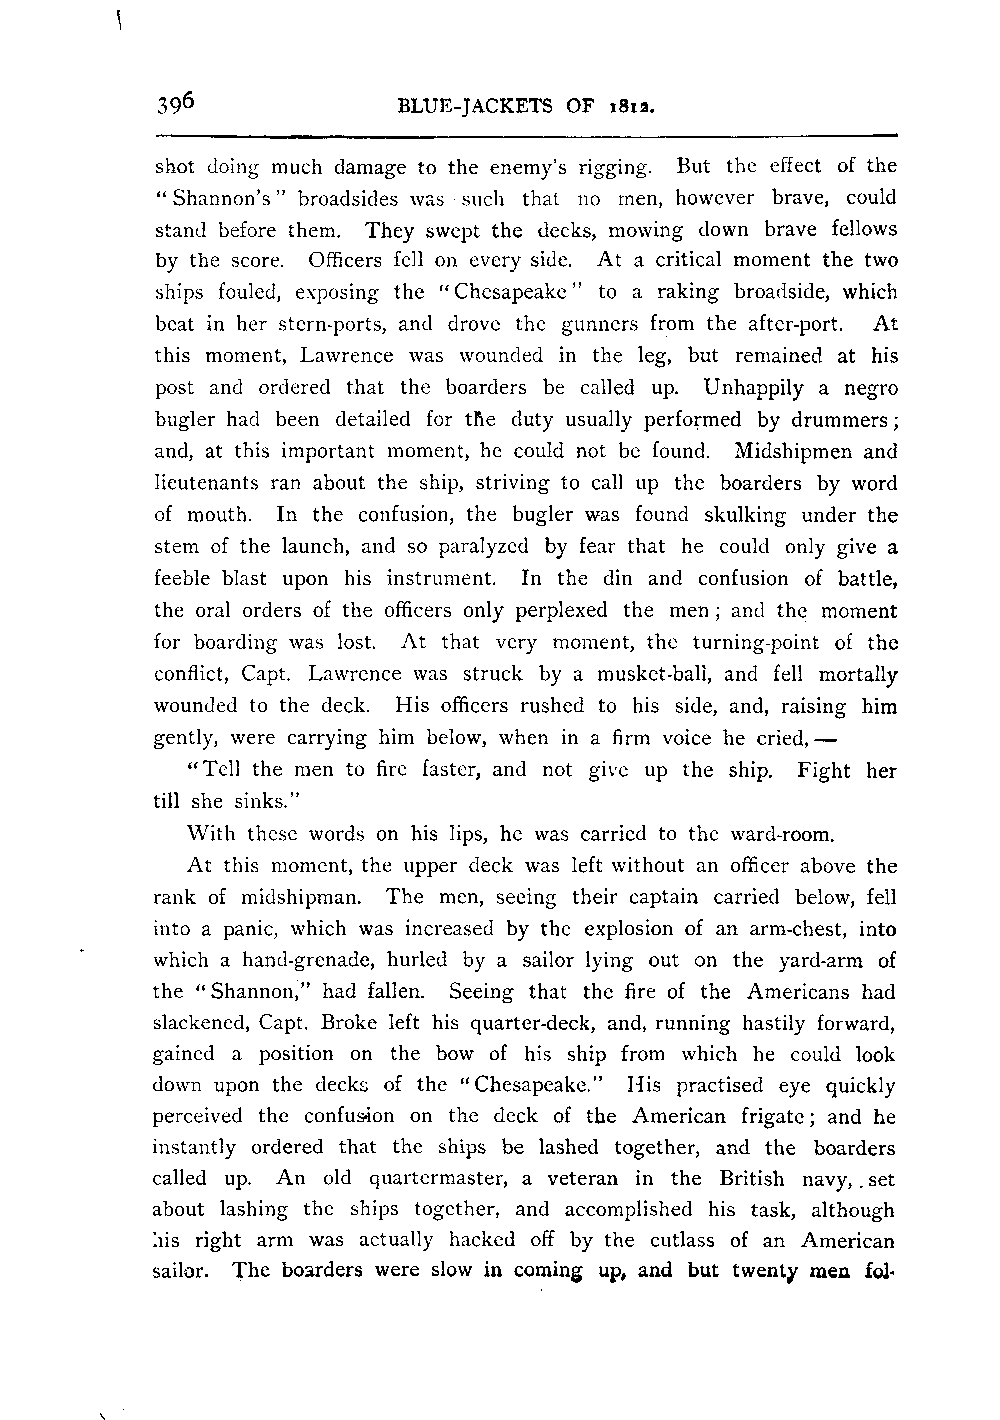 396 BLUE-JACKETS OF 1812.
shot doing much damage to the enemy's rigging. But the effect of the
"Shannon's" broadsides was such that no men, however brave, could
stand before them. They swept the decks, mowing down brave fellows
by the score. Officers fell on every side. At a critical moment the two
ships fouled, exposing the "Chesapeake" to a raking broadside, which
beat in her stern-ports, and drove the gunners from the after-port. At
this moment, Lawrence was wounded in the leg, but remained at his
post and ordered that the boarders be called up. Unhappily a negro
bugler had been detailed for the duty usually performed by drummers;
and, at this important moment, he could not be found. Midshipmen and
lieutenants ran about the ship, striving to call up the boarders by word
of mouth. In the confusion, the bugler was found skulking under the
stem of the launch, and so paralyzed by fear that he could only give a
feeble blast upon his instrument. In the din and confusion of battle,
the oral orders of the officers only perplexed the men; and the moment
for boarding was lost. At that very moment, the turning-point of the
conflict, Capt. Lawrence was struck by a musket-ball, and fell mortally
wounded to the deck. His officers rushed to his side, and, raising him
gently, were carrying him below, when in a firm voice he cried,—
"Tell the men to fire faster, and not give up the ship. Fight her
till she sinks."
With these words on his lips, he was carried to the ward-room.
At this moment, the upper deck was left without an officer above the
rank of midshipman. The men, seeing their captain carried below, fell
into a panic, which was increased by the explosion of an arm-chest, into
which a hand-grenade, hurled by a sailor lying out on the yard-arm of
the "Shannon," had fallen. Seeing that the fire of the Americans had
slackened, Capt. Broke left his quarter-deck, and, running hastily forward,
gained a position on the bow of his ship from which he could look
down upon the decks of the "Chesapeake." His practised eye quickly
perceived the confusion on the deck of the American frigate; and he
instantly ordered that the ships be lashed together, and the boarders
called up. An old quartermaster, a veteran in the British navy, set
about lashing the ships together, and accomplished his task, although
his right arm was actually hacked off by the cutlass of an American
sailor. The boarders were slow in coming up, and but twenty men fol-